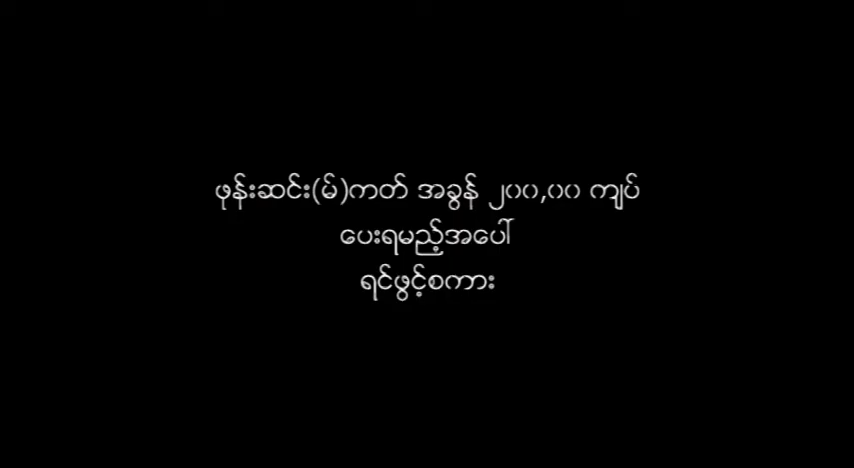 ဖုန်းဆင်း(မ်)ကတ် အခွန် ၂၀၀,၀၀ ကျပ်
ပေးရမည့်အပေါ်
ရင်ဖွင့်စကား